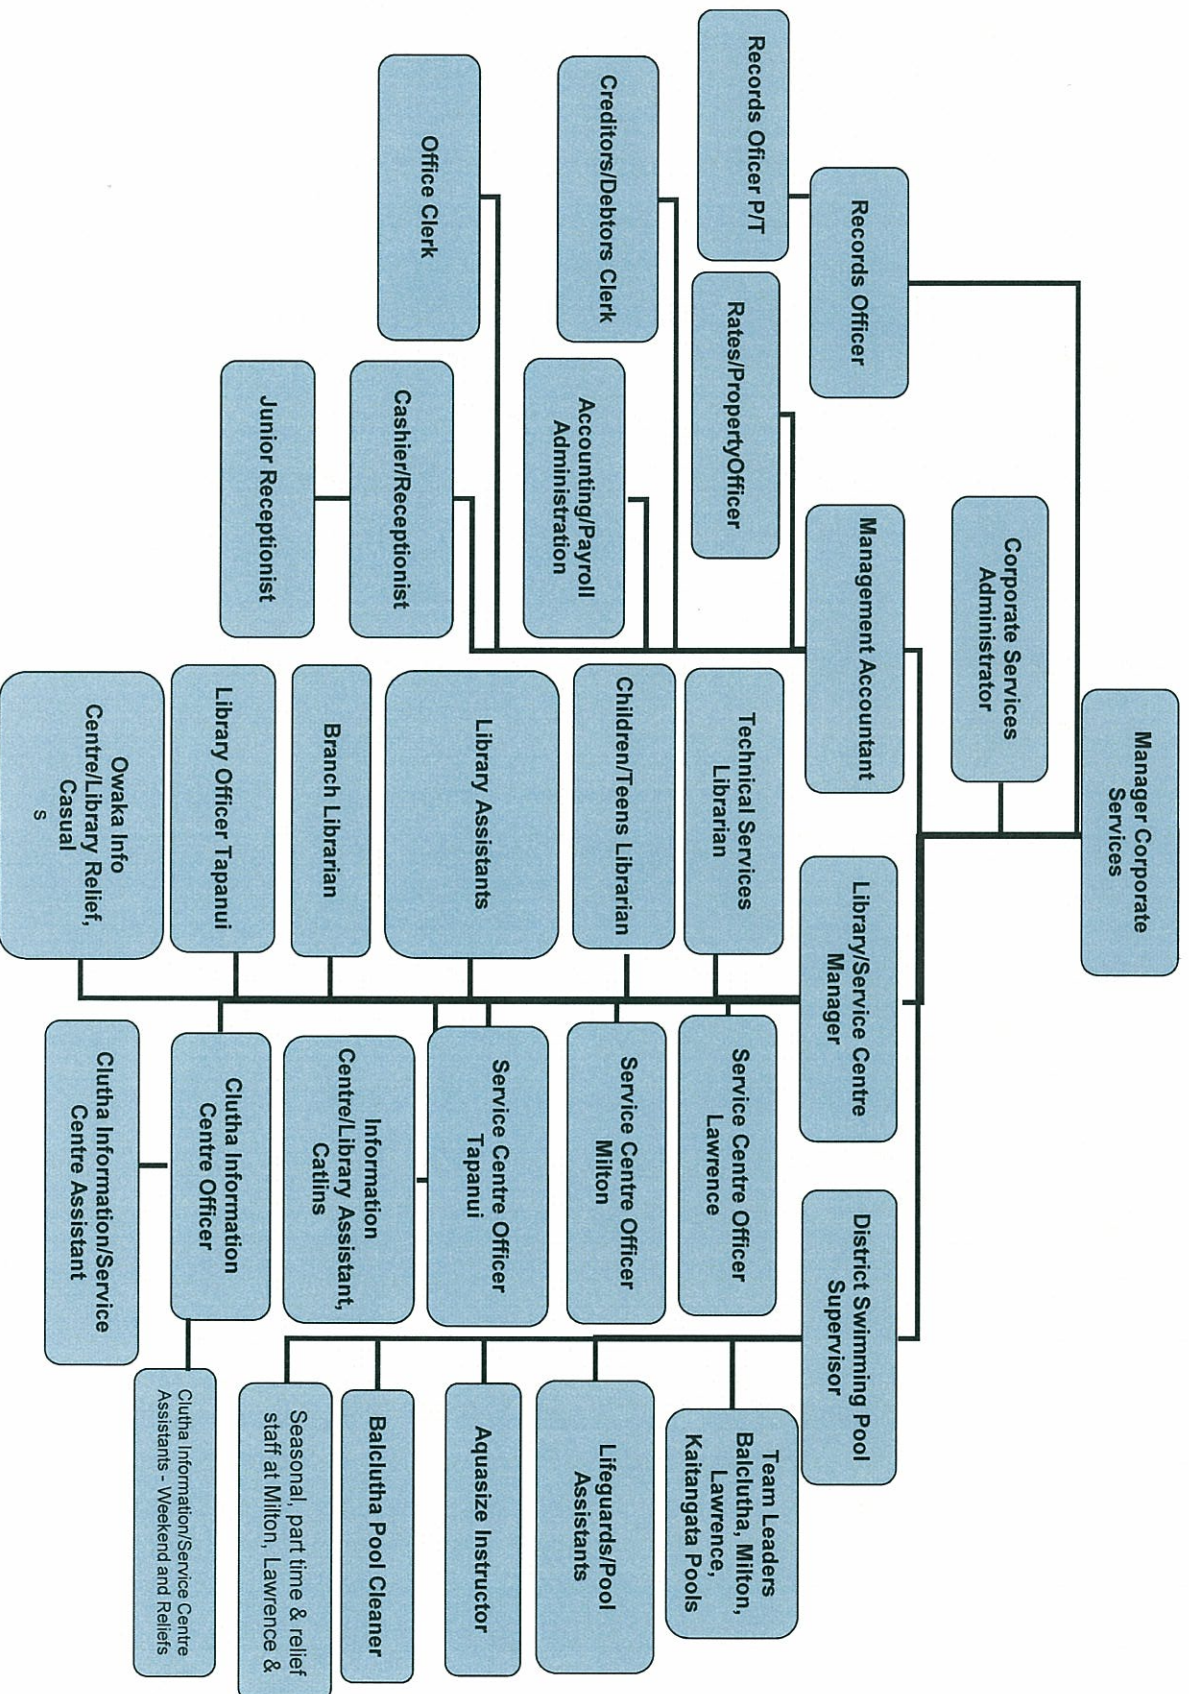 Manager Corporate
Services
Corporate Services
Administrator
Records Officer
Records Oficer P/T
Management Accountant
Rates/PropertyOfficer
Creditors/Debtors Clerk
Accounting/Payroll
Administration
Office Clerk
Cashier/Receptionist
Junior Receptionist
Library/Service Centre
Manager
Technical Services
Librarian
Children/Teens Librarian
Library Assistants
Branch Librarian
Library Officer Tapanui
Owaka Info
Centre/Library Relief,
Casual
s
Service Centre Officer
Lawrence
Service Centre Officer
Milton
Service Centre Officer
Tapanui
Information
Centre/Library Assistant,
Catlins
Clutha Information
Centre Officer
Clutha Information/Service
Centre Assistant
Clutha Information/Service Centre
Assistants - Weekend and Reliefs
District Swimming Pool
Supervisor
Team Leaders
Balclutha, Milton,
Lawrence,
Kaitangata Pools
Lifeguards/Pool
Assistants
Aquasize Instructor
Balclutha Pool Cleaner
Seasonal, part time & relief
staff at Milton, Lawrence &